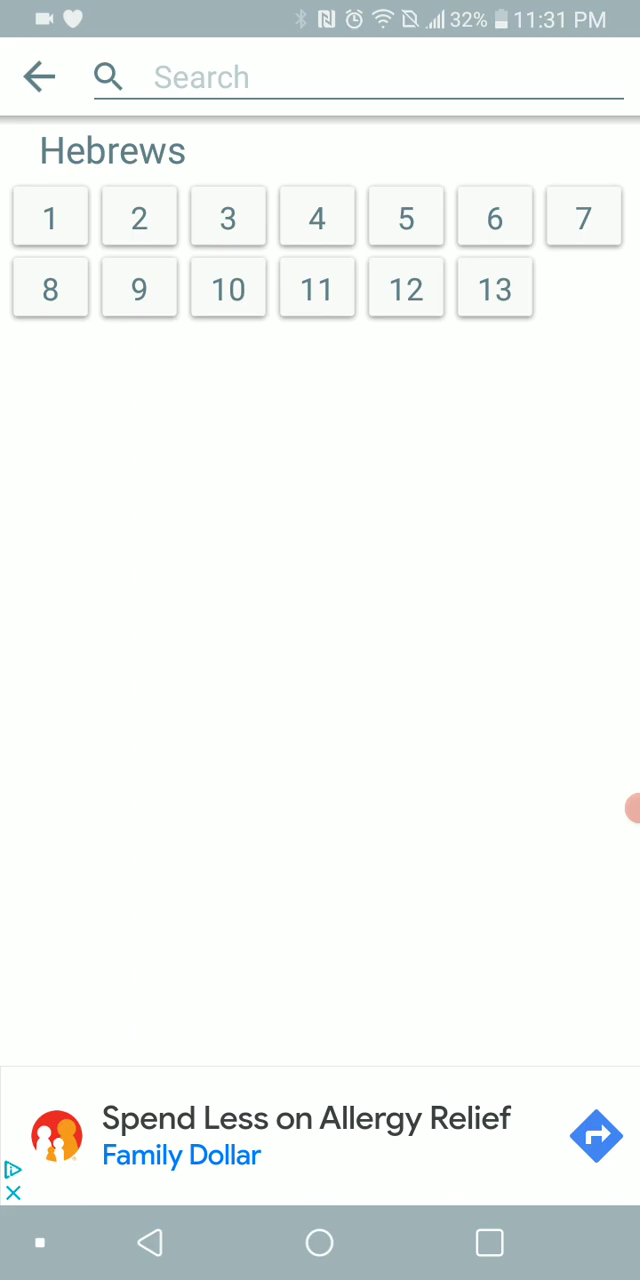 32% 11:31 PM
Search
Hebrews
1 2 3 4 5 6 7
8 9 10 11 12 13
Spend Less on Allergy Relief
Family Dollar